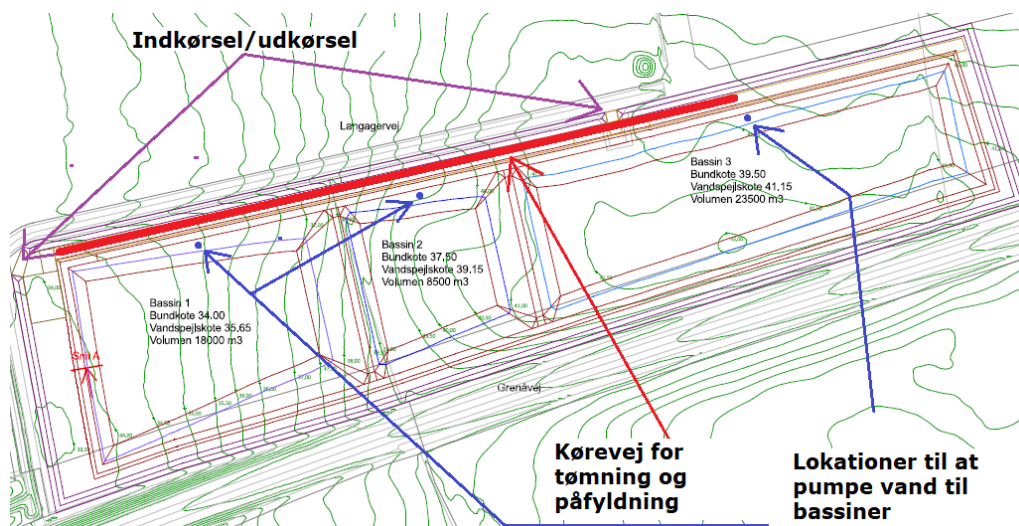 Indkørsel/udkørsel
Langagervej
Bassin 3
Bundkote 39.50
Vandspejlskote 41,15
Volumen 23500 m3
Bassin 2
Bundkote 37.50
Vandspejlskote 39.15
Volumen 8500 m3
Bassin 1
Bundkote 34.00
Vandspejlskote 35,65
Volumen 18000 m3
Snit A
Grenåvej
Kørevej for
tømning og
påfyldning
Lokationer til at
pumpe vand til
bassiner